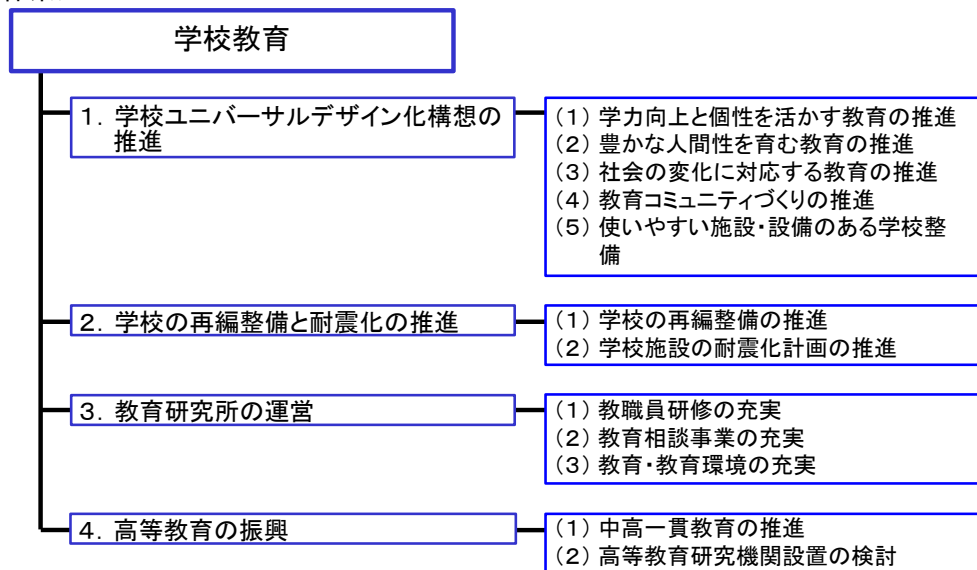 学校教育
1. 学校ユニバーサルデザイン化構想の
推進
(1) 学力向上と個性を活かす教育の推進
(2) 豊かな人間性を育む教育の推進
(3) 社会の変化に対応する教育の推進
(4) 教育コミュニティづくりの推進
(5) 使いやすい施設・設備のある学校整
備
2. 学校の再編整備と耐震化の推進
(1) 学校の再編整備の推進
(2) 学校施設の耐震化計画の推進
3. 教育研究所の運営
(1) 教職員研修の充実
(2) 教育相談事業の充実
(3) 教育・教育環境の充実
4. 高等教育の振興
(1) 中高一貫教育の推進
(2) 高等教育研究機関設置の検討